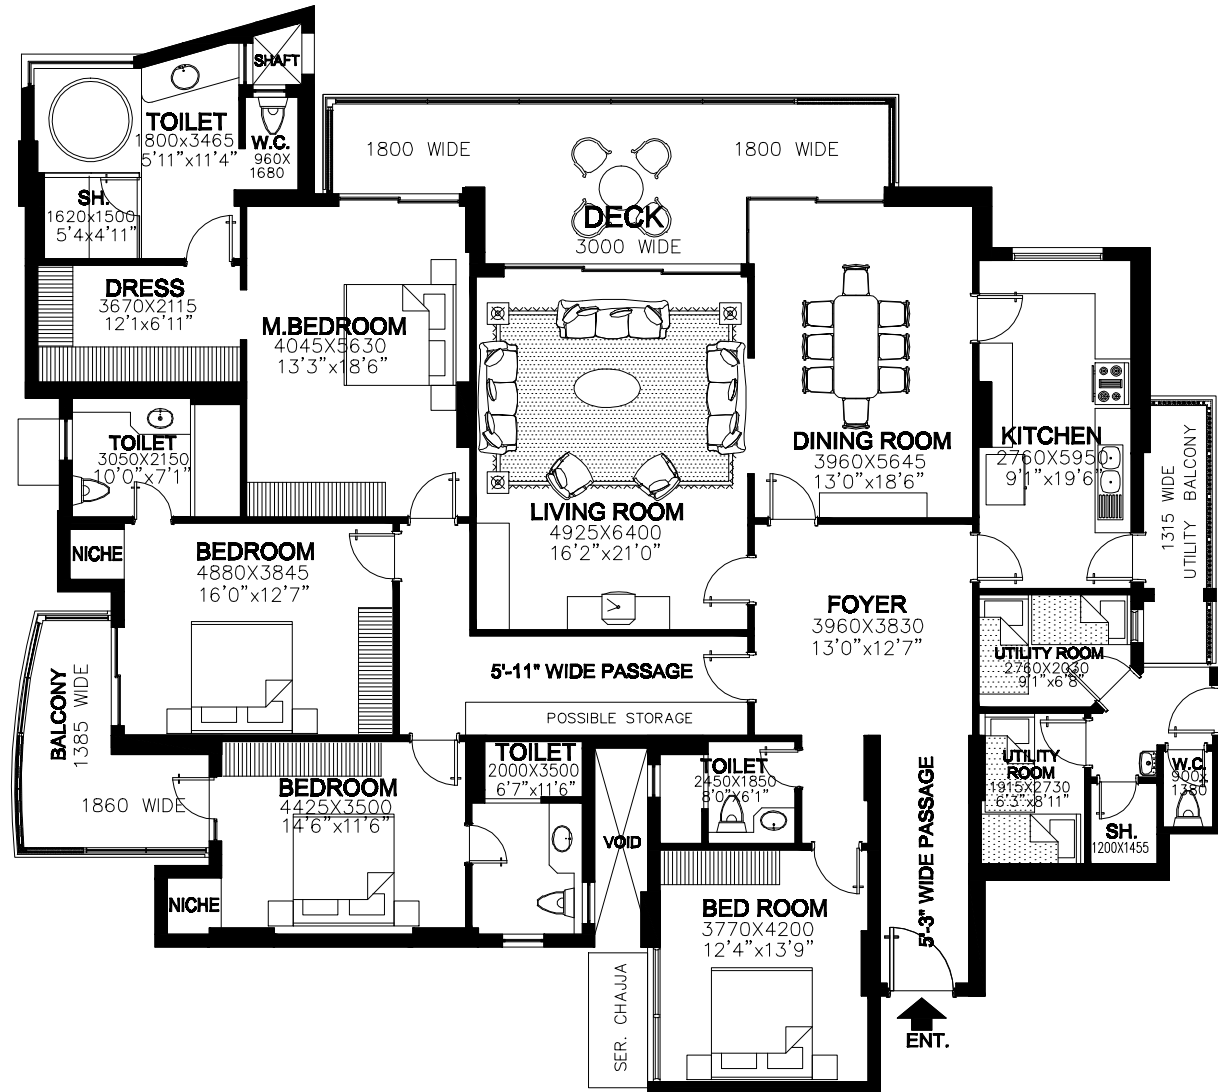 SHAFT
TOILET
1800x3465
5'11"x11'4"
W.C.
960X
1680
SH.
1620x1500
5'4x4'11"
1800 WIDE
1800 WIDE
DECK
3000 WIDE
DRESS
3670X2115
12'1x6'11"
M.BEDROOM
4045X5630
13'3"x18'6"
TOILET
3050X2150
10'0"x7'1"
LIVING ROOM
4925X6400
16'2"x21'0"
DINING ROOM
3960X5645
13'0"x18'6"
KITCHEN
2760X5950
9'1"x19'6"
1315 WIDE
UTILITY BALCONY
NICHE
BEDROOM
4880X3845
16'0"x12'7"
FOYER
3960X3830
13'0"x12'7"
5'-11" WIDE PASSAGE
POSSIBLE STORAGE
UTILITY ROOM
2760X2030
9'1"x6'8"
BALCONY
1385 WIDE
1860 WIDE
BEDROOM
4425X3500
14'6"x11'6"
TOILET
2000X3500
6'7"x11'6"
VOID
TOILET
2450X1850
8'0"x6'1"
5'-3" WIDE PASSAGE
UTILITY
ROOM
1915X2730
6'3"x8'11"
W.C.
900X
1380
SH.
1200X1455
NICHE
BED ROOM
3770X4200
12'4"x13'9"
SER. CHAJJA
ENT.